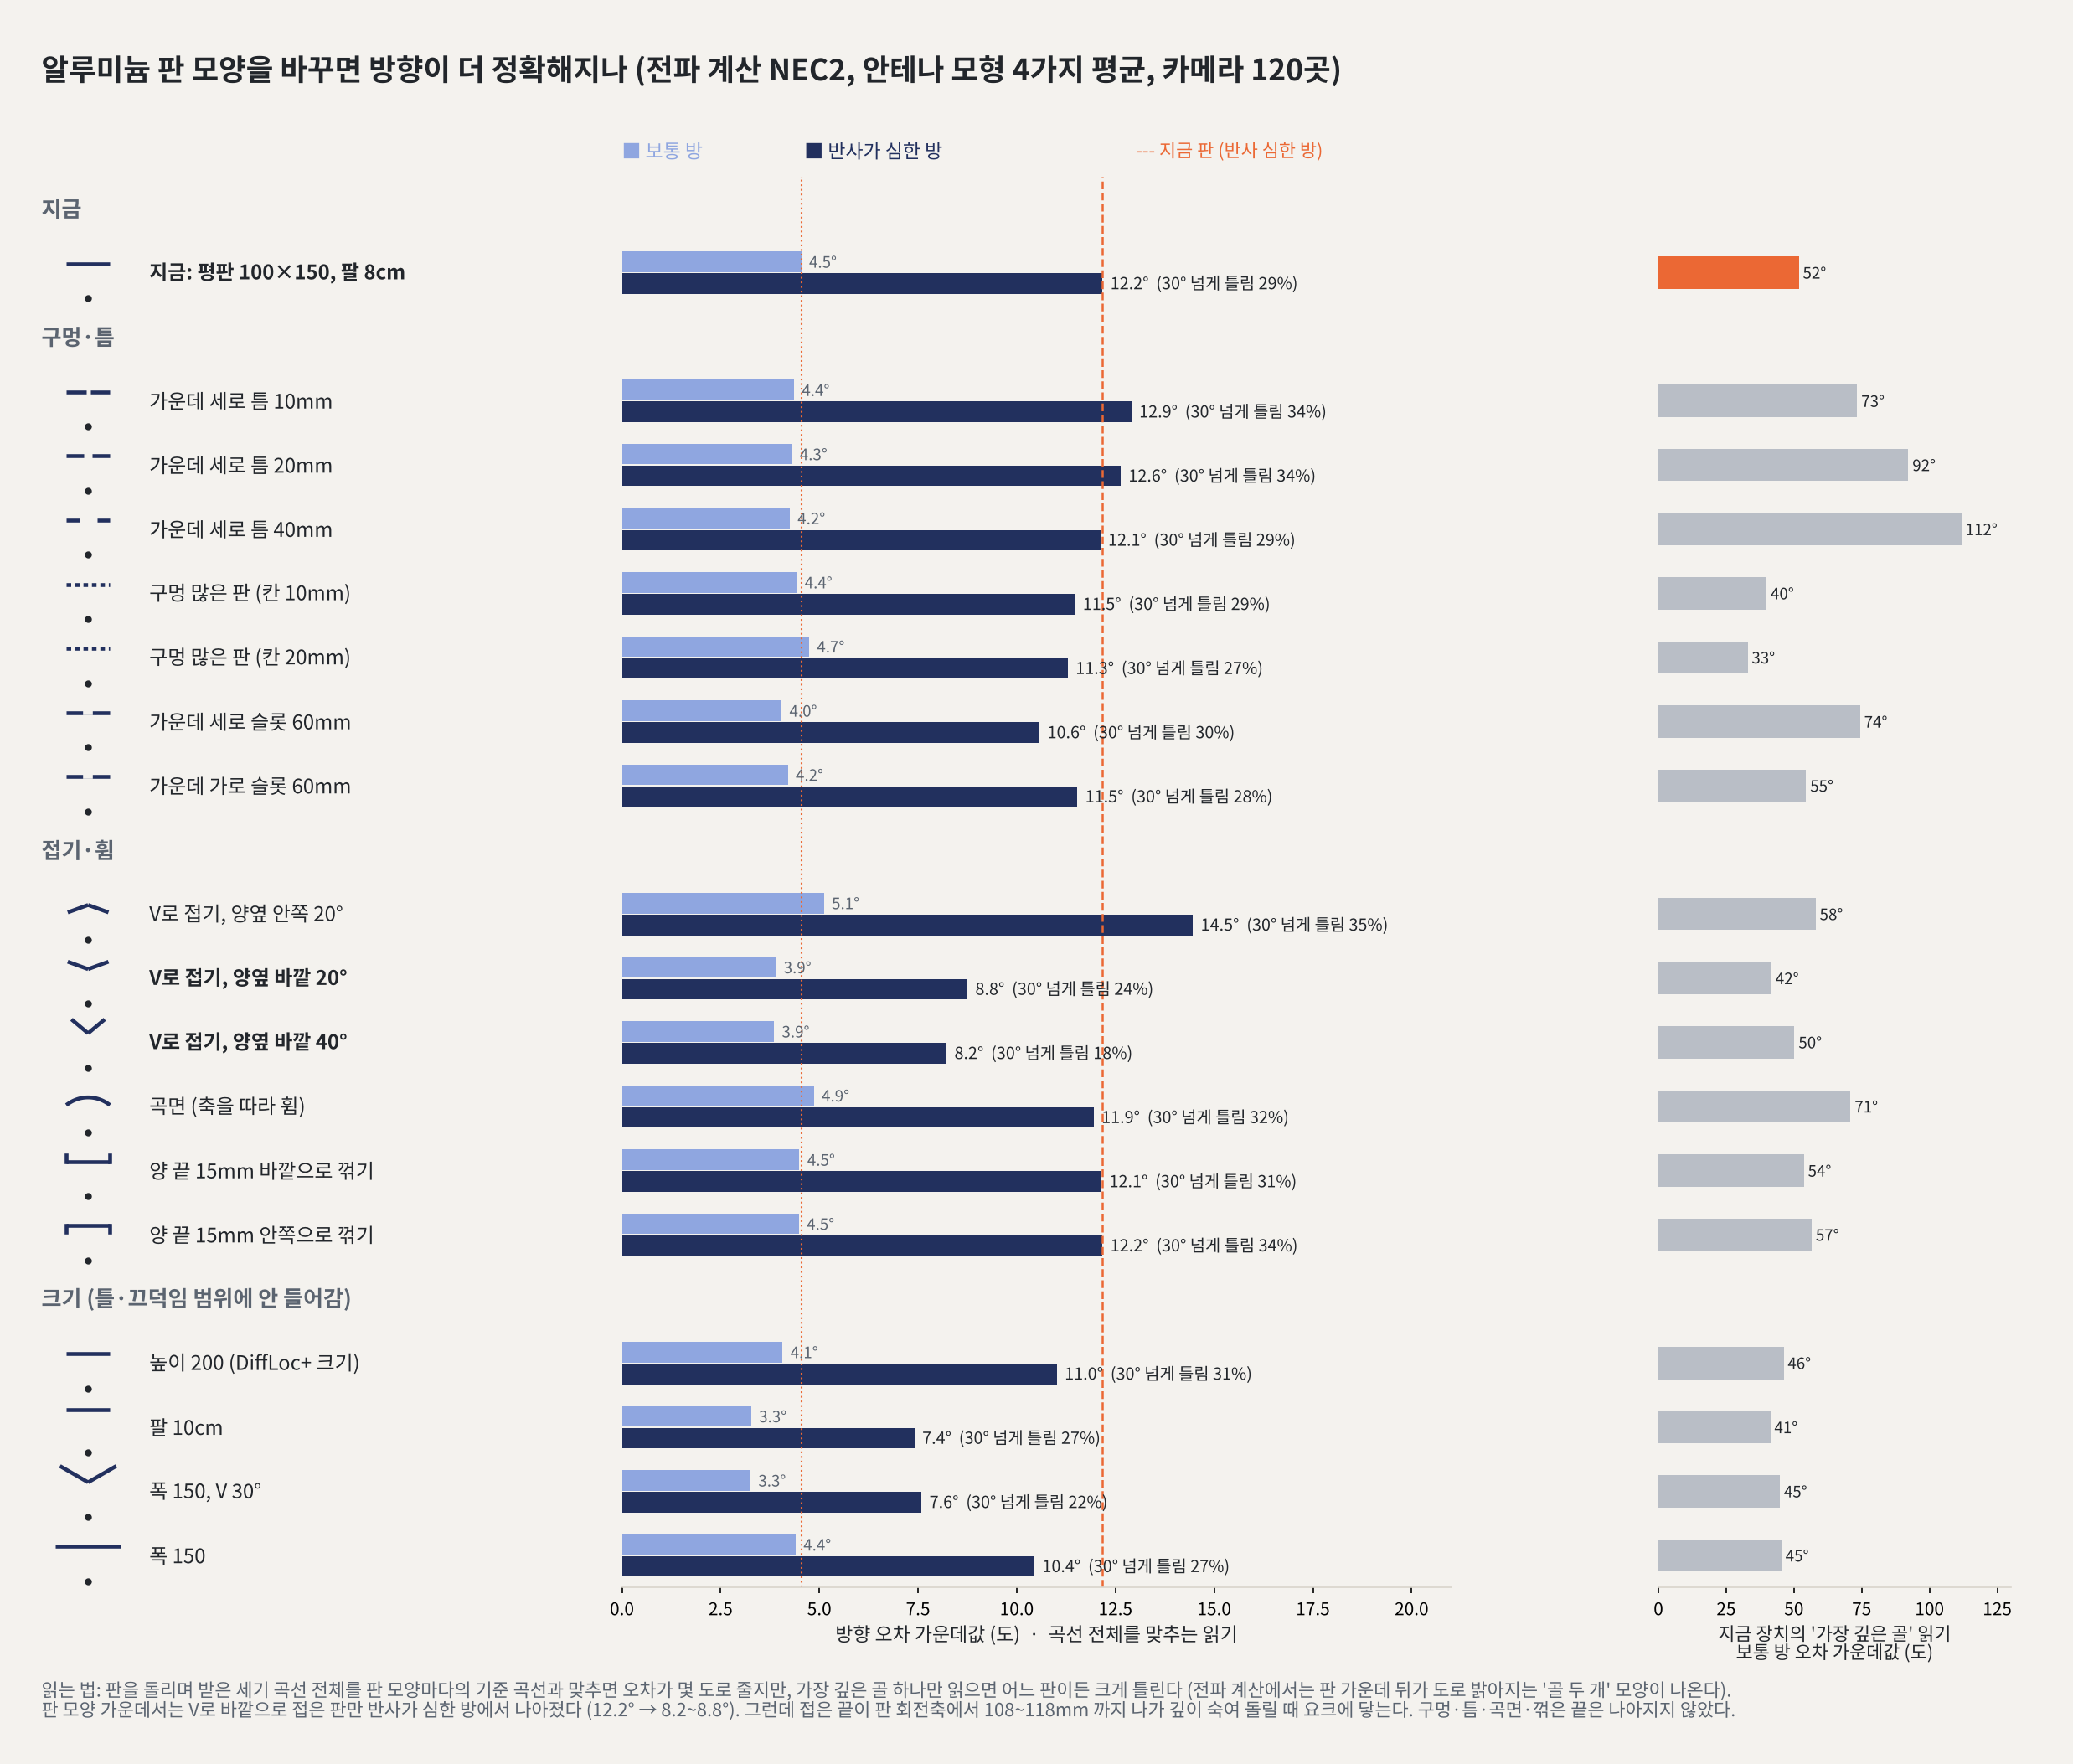 알루미늄 판 모양을 바꾸면 방향이 더 정확해지나 (전파 계산 NEC2, 안테나 모형 4가지 평균, 카메라 120곳)
보통 방 반사가 심한 방 --- 지금 판 (반사 심한 방)
지금
지금: 평판 100×150, 팔 8cm
4.5°
12.2° (30° 넘게 틀림 29%)
52°
구멍·틈
가운데 세로 틈 10mm
4.4°
12.9° (30° 넘게 틀림 34%)
73°
가운데 세로 틈 20mm
4.3°
12.6° (30° 넘게 틀림 34%)
92°
가운데 세로 틈 40mm
4.2°
12.1° (30° 넘게 틀림 29%)
112°
구멍 많은 판 (칸 10mm)
4.4°
11.5° (30° 넘게 틀림 29%)
40°
구멍 많은 판 (칸 20mm)
4.7°
11.3° (30° 넘게 틀림 27%)
33°
가운데 세로 슬롯 60mm
4.0°
10.6° (30° 넘게 틀림 30%)
74°
가운데 가로 슬롯 60mm
4.2°
11.5° (30° 넘게 틀림 28%)
55°
접기·휨
V로 접기, 양옆 안쪽 20°
5.1°
14.5° (30° 넘게 틀림 35%)
58°
V로 접기, 양옆 바깥 20°
3.9°
8.8° (30° 넘게 틀림 24%)
42°
V로 접기, 양옆 바깥 40°
3.9°
8.2° (30° 넘게 틀림 18%)
50°
곡면 (축을 따라 휨)
4.9°
11.9° (30° 넘게 틀림 32%)
71°
양 끝 15mm 바깥으로 꺾기
4.5°
12.1° (30° 넘게 틀림 31%)
54°
양 끝 15mm 안쪽으로 꺾기
4.5°
12.2° (30° 넘게 틀림 34%)
57°
크기 (틀·끄덕임 범위에 안 들어감)
높이 200 (DiffLoc+ 크기)
4.1°
11.0° (30° 넘게 틀림 31%)
46°
팔 10cm
3.3°
7.4° (30° 넘게 틀림 27%)
41°
폭 150, V 30°
3.3°
7.6° (30° 넘게 틀림 22%)
45°
폭 150
4.4°
10.4° (30° 넘게 틀림 27%)
45°
0.0 2.5 5.0 7.5 10.0 12.5 15.0 17.5 20.0
방향 오차 가운데값 (도) · 곡선 전체를 맞추는 읽기
0 25 50 75 100 125
지금 장치의 '가장 깊은 골' 읽기
보통 방 오차 가운데값 (도)
읽는 법: 판을 돌리며 받은 세기 곡선 전체를 판 모양마다의 기준 곡선과 맞추면 오차가 몇 도로 줄지만, 가장 깊은 골 하나만 읽으면 어느 판이든 크게 틀린다 (전파 계산에서는 판 가운데 뒤가 도로 밝아지는 '골 두 개' 모양이 나온다).
판 모양 가운데서는 V로 바깥으로 접은 판만 반사가 심한 방에서 나아졌다 (12.2° → 8.2~8.8°). 그런데 접은 끝이 판 회전축에서 108~118mm 까지 나가 깊이 숙여 돌릴 때 요크에 닿는다. 구멍·틈·곡면·꺾은 끝은 나아지지 않았다.